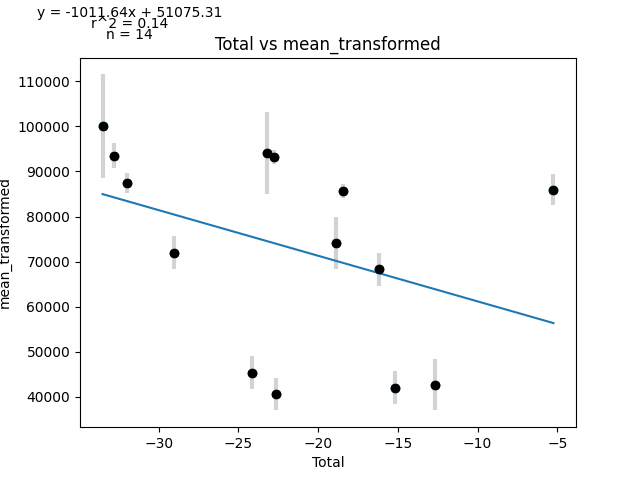 y = -1011.64x + 51075.31
r^2 = 0.14
n = 14
Total vs mean_transformed
110000
100000
90000
80000
70000
60000
50000
40000
mean_transformed
−30
−25
−20
−15
−10
−5
Total